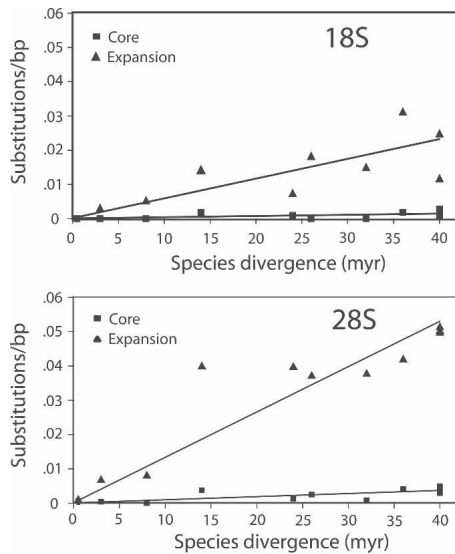 18S
Core
Expansion
Substitutions/bp
.06
.05
.04
.03
.02
.01
0
0 5 10 15 20 25 30 35 40
Species divergence (myr)
28S
Core
Expansion
Substitutions/bp
.06
.05
.04
.03
.02
.01
0
0 5 10 15 20 25 30 35 40
Species divergence (myr)